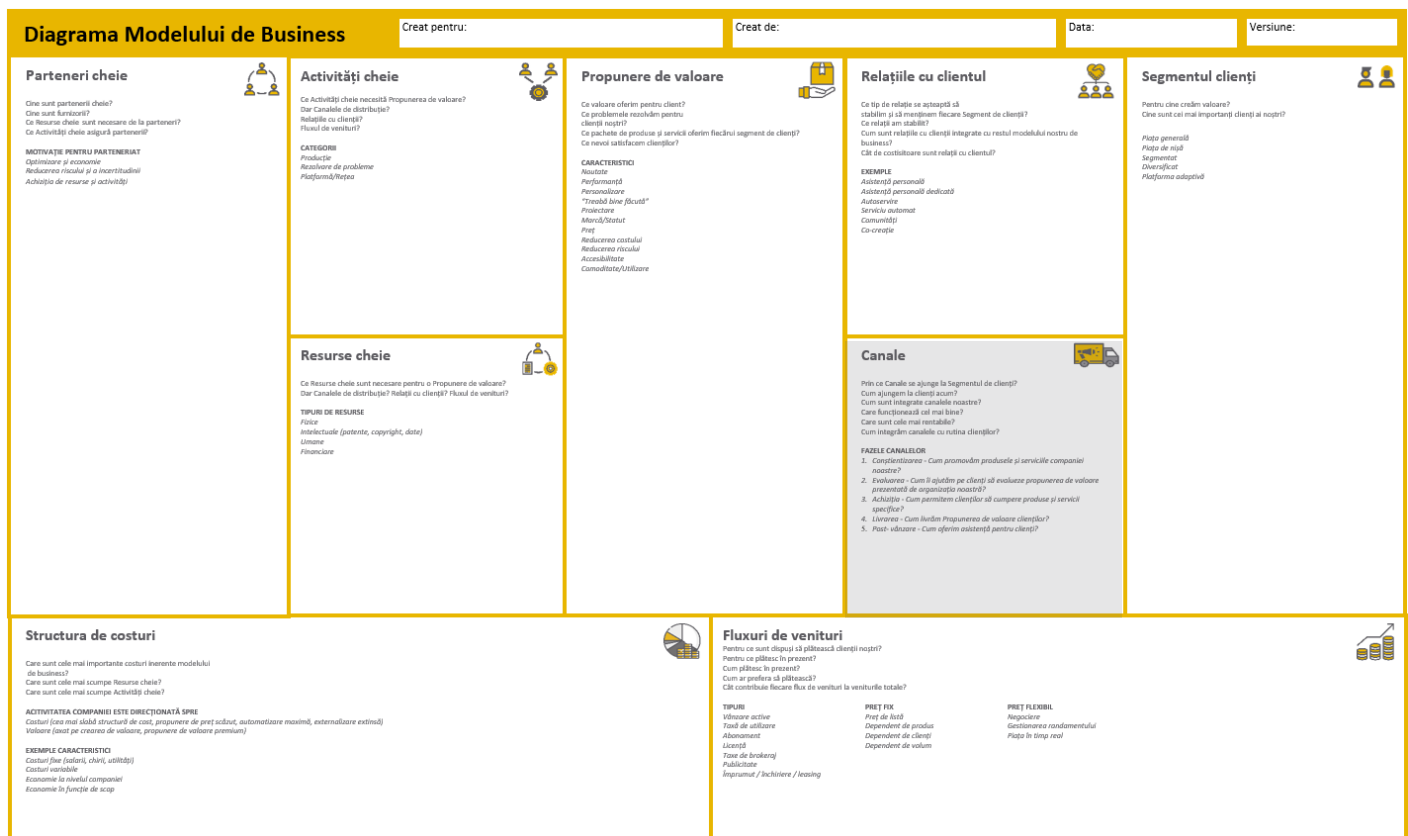 Diagrama Modelului de Business
Creat pentru:
Creat de:
Data:
Versiune:
Parteneri cheie
Cine sunt partenerii cheie?
Cine sunt furnizorii?
Ce Resurse cheie sunt necesare de la parteneri?
Ce Activități cheie asigură partenerii?
MOTIVAȚIE PENTRU PARTENERIAT
Optimizare și economie
Reducerea riscului și a incertitudinii
Achiziția de resurse și activități
Activități cheie
Ce Activități cheie necesită Propunerea de valoare?
Dar Canalele de distribuție?
Relațiile cu clienții?
Fluxul de venituri?
CATEGORII
Producție
Rezolvare de probleme
Platformă/Rețea
Resurse cheie
Ce Resurse cheie sunt necesare pentru o Propunere de valoare?
Dar Canalele de distribuție? Relații cu clienții? Fluxul de venituri?
TIPURI DE RESURSE
Fizice
Intelectuale (patente, copyright, date)
Umane
Financiare
Propunere de valoare
Ce valoare oferim pentru client?
Ce problemele rezolvăm pentru
clienții noștri?
Ce pachete de produse și servicii oferim fiecărui segment de clienți?
Ce nevoi satisfacem clienților?
CARACTERISTICI
Noutate
Performanță
Personalizare
"Treabă bine făcută"
Proiectare
Marcă/Statut
Preț
Reducerea costului
Reducerea riscului
Accesibilitate
Comoditate/Utilizare
Relațiile cu clientul
Ce tip de relație se așteaptă să
stabilim și să menținem fiecare Segment de clienții?
Ce relații am stabilit?
Cum sunt relațiile cu clienții integrate cu restul modelului nostru de
business?
Cât de costisitoare sunt relații cu clientului?
EXEMPLE
Asistență personală
Asistență personală dedicată
Autoservire
Serviciu automat
Comunități
Co-creație
Canale
Prin ce Canale se ajunge la Segmentul de clienți?
Cum ajungem la clienți acum?
Cum sunt integrate canalele noastre?
Care funcționează cel mai bine?
Care sunt cele mai rentabile?
Cum integrăm canalele cu rutina clienților?
FAZELE CANALELOR
1. Conștientizarea - Cum promovăm produsele și serviciile companiei
noastre?
2. Evaluarea - Cum îi ajutăm pe clienți să evalueze propunerea de valoare
prezentată de organizația noastră?
3. Achiziția - Cum permitem clienților să cumpere produse și servicii
specifice?
4. Livrarea - Cum livrăm Propunerea de valoare clienților?
5. Post- vânzare - Cum oferim asistență pentru clienți?
Segmentul clienți
Pentru cine creăm valoare?
Cine sunt cei mai importanți clienți ai noștri?
Piața generală
Piața de nișă
Segmentat
Diversificat
Platforma adaptivă
Structura de costuri
Care sunt cele mai importante costuri inerente modelului
de business?
Care sunt cele mai scumpe Resurse cheie?
Care sunt cele mai scumpe Activități cheie?
ACITIVITATEA COMPANIEI ESTE DIRECȚIONATĂ SPRE
Costuri (cea mai slabă structură de cost, propunere de preț scăzut, automatizare maximă, externalizare extinsă)
Valoare (axat pe crearea de valoare, propunere de valoare premium)
EXEMPLE CARACTERISTICI
Costuri fixe (salarii, chirii, utilități)
Costuri variabile
Economie la nivelul companiei
Economie în funcție de scop
Fluxuri de venituri
Pentru ce sunt dispuși să plătească clienții noștri?
Pentru ce plătesc în prezent?
Cum plătesc în prezent?
Cum ar prefera să plătească?
Cât contribuie fiecare flux de venituri la veniturile totale?
TIPURI
Vânzare active
Taxă de utilizare
Abonament
Licență
Taxe de brokeraj
Publicitate
Împrumut / închiriere / leasing
PREȚ FIX
Preț de listă
Dependent de produs
Dependent de clienți
Dependent de volum
PREȚ FLEXIBIL
Negociere
Gestionarea randamentului
Piața în timp real